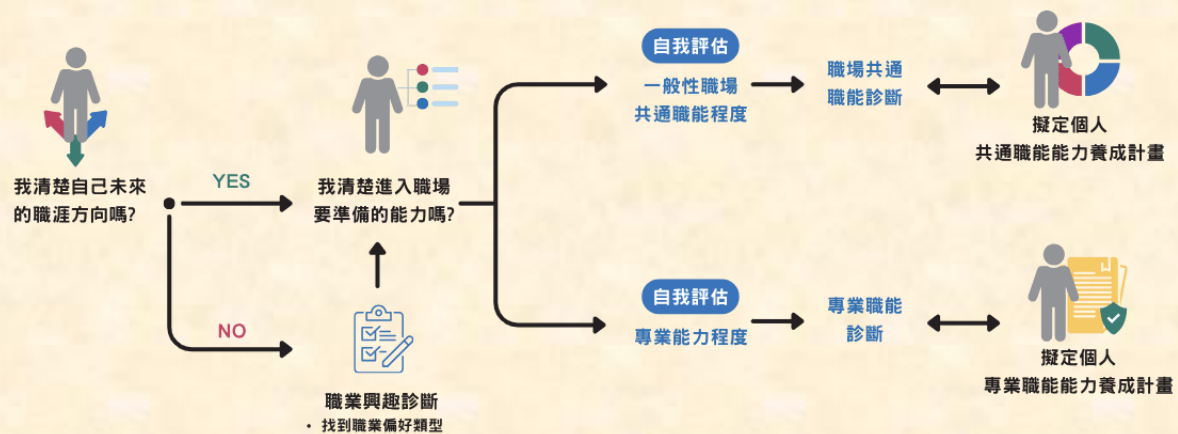 我清楚自己未來
的職涯方向嗎?
YES
NO
我清楚進入職場
要準備的能力嗎?
職業興趣診斷
• 找到職業偏好類型
自我評估
一般性職場
共通職能程度
職場共通
職能診斷
擬定個人
共通職能能力養成計畫
自我評估
專業能力程度
專業職能
診斷
擬定個人
專業職能能力養成計畫